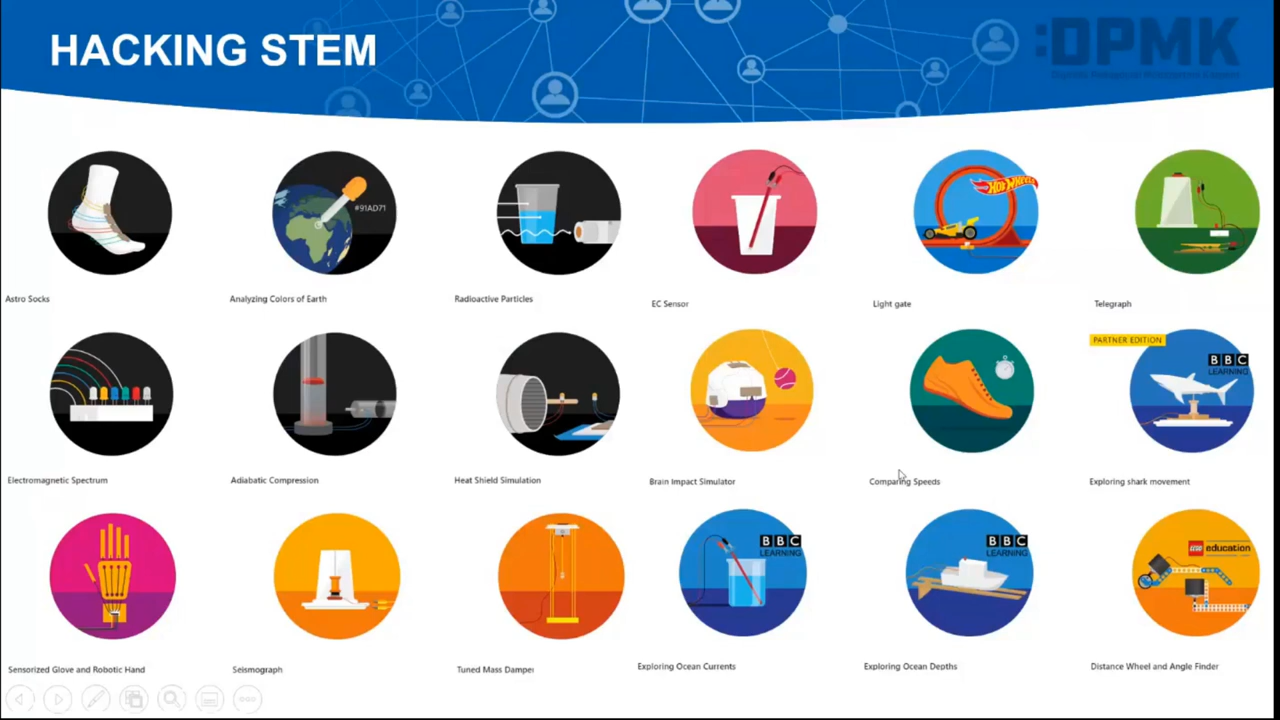 HACKING STEM
:DPMK
#91AD71
Hot Wheels
Astro Socks
Analyzing Colors of Earth
Radioactive Particles
EC Sensor
Light gate
Telegraph
PARTNER EDITION
BBC
LEARNING
Electromagnetic Spectrum
Adiabatic Compression
Heat Shield Simulation
Brain Impact Simulator
Comparing Speeds
Exploring shark movement
BBC
LEARNING
BBC
LEARNING
LEGO education
Sensorized Glove and Robotic Hand
Seismograph
Tuned Mass Damper
Exploring Ocean Currents
Exploring Ocean Depths
Distance Wheel and Angle Finder